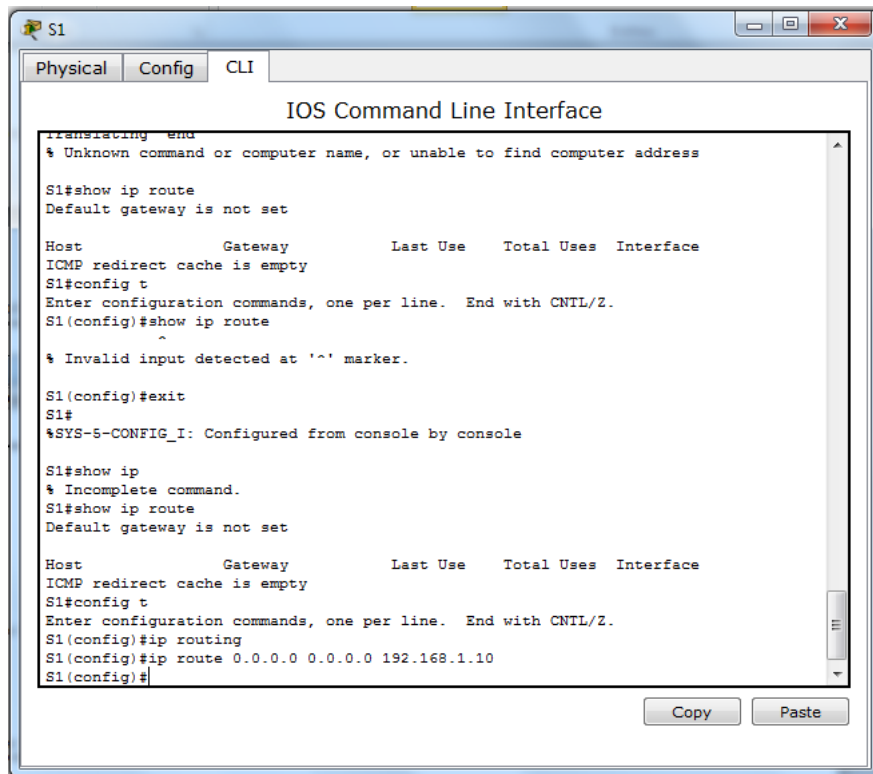 S1
Physical Config CLI
IOS Command Line Interface
Translating "end"
% Unknown command or computer name, or unable to find computer address
S1#show ip route
Default gateway is not set
Host Gateway Last Use Total Uses Interface
ICMP redirect cache is empty
S1#config t
Enter configuration commands, one per line. End with CNTL/Z.
S1(config)#show ip route
^
% Invalid input detected at '^' marker.
S1(config)#exit
S1#
%SYS-5-CONFIG_I: Configured from console by console
S1#show ip
% Incomplete command.
S1#show ip route
Default gateway is not set
Host Gateway Last Use Total Uses Interface
ICMP redirect cache is empty
S1#config t
Enter configuration commands, one per line. End with CNTL/Z.
S1(config)#ip routing
S1(config)#ip route 0.0.0.0 0.0.0.0 192.168.1.10
S1(config)#
Copy Paste